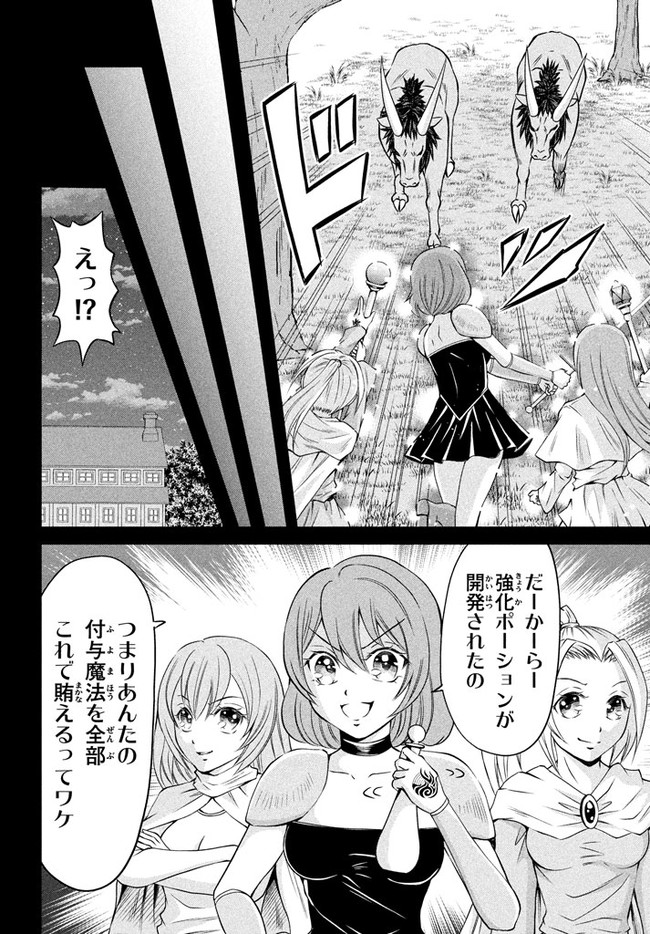 ドドッ
えっ!?
だーかーらー
強化ポーションが
開発されたの
つまりあんたの
付与魔法を全部
これで賄えるってワケ